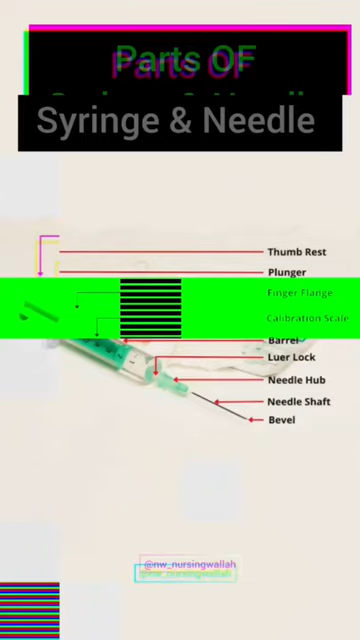 Parts OF
Syringe & Needle
Thumb Rest
Plunger
Finger Flange
Calibration Scale
Barrel
Luer Lock
Needle Hub
Needle Shaft
Bevel
@nw_nursingwallah
@nw_nursingwallah